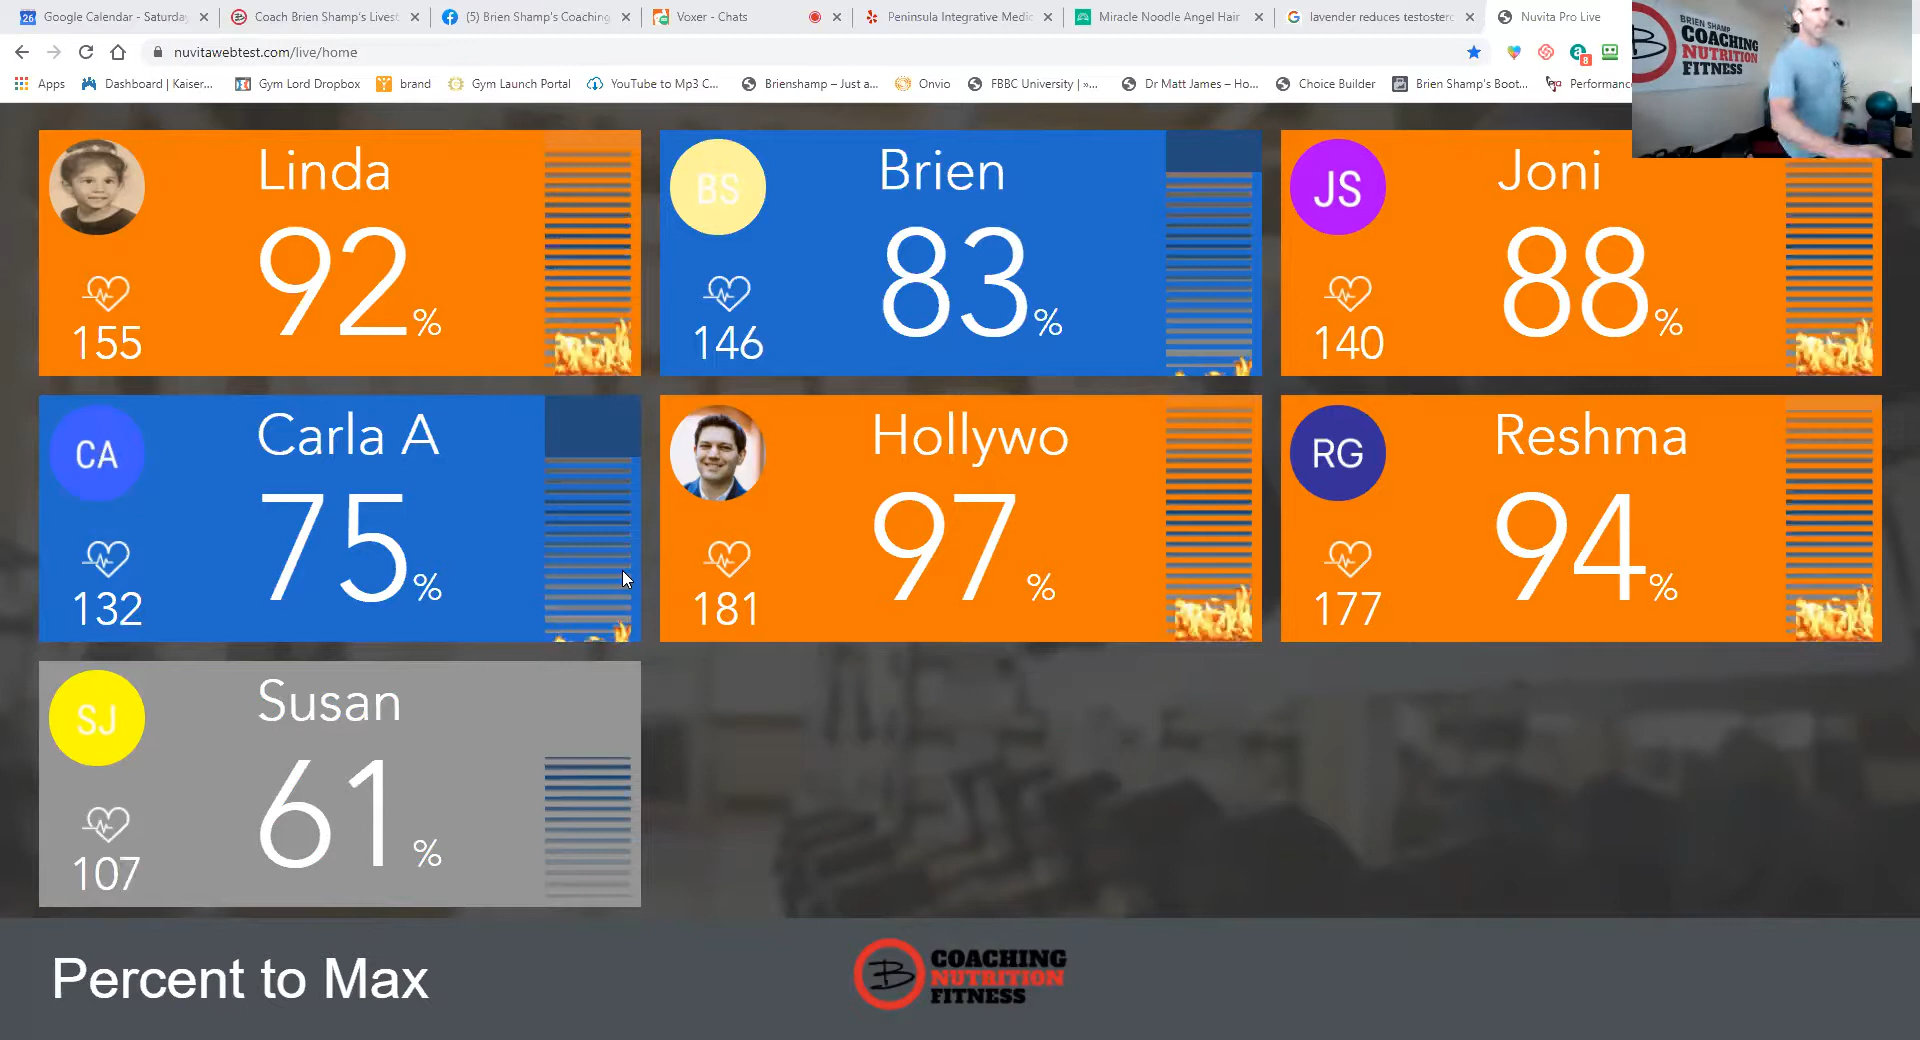 Google Calendar - Saturday
Coach Brien Shamp's Livest
(5) Brien Shamp's Coaching
Voxer - Chats
Peninsula Integrative Medic
Miracle Noodle Angel Hair
lavender reduces testosterc
Nuvita Pro Live
nuvitawebtest.com/live/home
8
Apps
Dashboard | Kaiser...
Gym Lord Dropbox
brand
Gym Launch Portal
YouTube to Mp3 C...
Brienshamp – Just a...
Onvio
FBBC University | »...
Dr Matt James – Ho...
Choice Builder
Brien Shamp's Boot...
Performance
BRIEN SHAMP
COACHING
NUTRITION
FITNESS
Linda
92%
155
BS
Brien
83%
146
JS
Joni
88%
140
CA
Carla A
75%
132
Hollywo
97%
181
RG
Reshma
94%
177
SJ
Susan
61%
107
Percent to Max
B
COACHING
NUTRITION
FITNESS